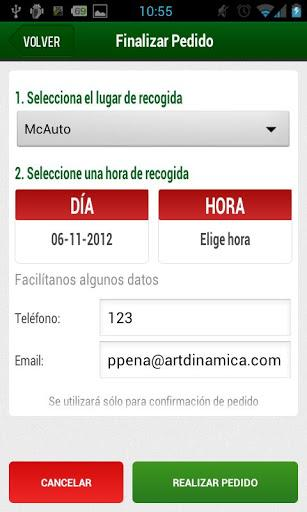 10:55
VOLVER
Finalizar Pedido
1. Selecciona el lugar de recogida
McAuto
2. Seleccione una hora de recogida
DÍA
HORA
06-11-2012
Elige hora
Facilítanos algunos datos
Teléfono:
123
Email:
ppena@artdinamica.com
Se utilizará sólo para confirmación de pedido
CANCELAR
REALIZAR PEDIDO